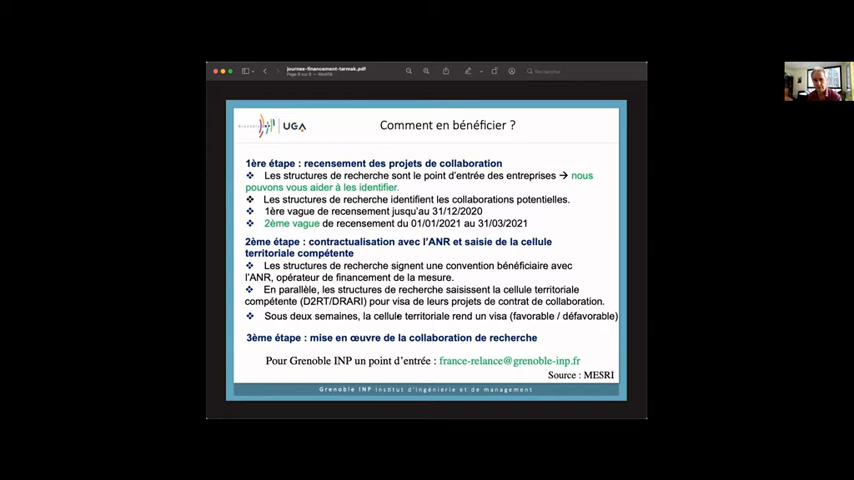 journee-financement-tarmak.pdf
Recherche
UGA
Comment en bénéficier ?
1ère étape : recensement des projets de collaboration
❖ Les structures de recherche sont le point d'entrée des entreprises → nous
pouvons vous aider à les identifier.
❖ Les structures de recherche identifient les collaborations potentielles.
❖ 1ère vague de recensement jusqu'au 31/12/2020
❖ 2ème vague de recensement du 01/01/2021 au 31/03/2021
2ème étape : contractualisation avec l'ANR et saisie de la cellule
territoriale compétente
❖ Les structures de recherche signent une convention bénéficiaire avec
l'ANR, opérateur de financement de la mesure.
❖ En parallèle, les structures de recherche saisissent la cellule territoriale
compétente (D2RT/DRARI) pour visa de leurs projets de contrat de collaboration.
❖ Sous deux semaines, la cellule territoriale rend un visa (favorable / défavorable)
3ème étape : mise en œuvre de la collaboration de recherche
Pour Grenoble INP un point d'entrée : france-relance@grenoble-inp.fr
Source : MESRI
Grenoble INP Institut d'ingénierie et de management